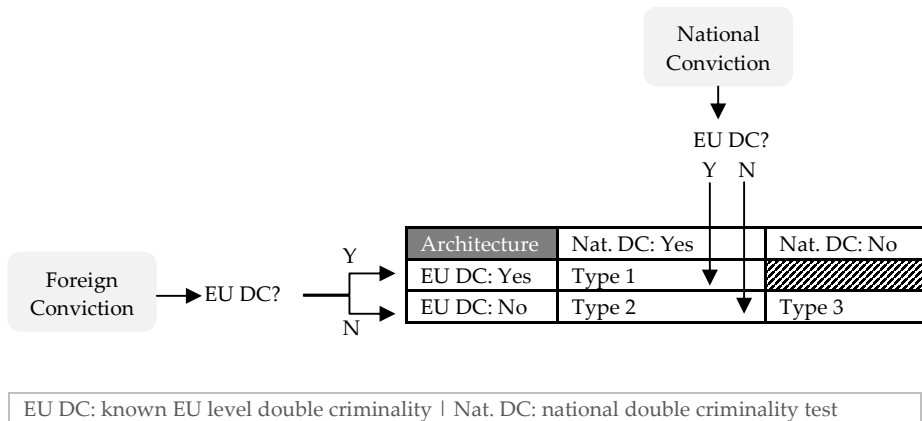 National
Conviction
EU DC?
Y N
Architecture Nat. DC: Yes Nat. DC: No
Foreign
Conviction
EU DC?
Y
N
EU DC: Yes Type 1
EU DC: No Type 2 Type 3
EU DC: known EU level double criminality | Nat. DC: national double criminality test